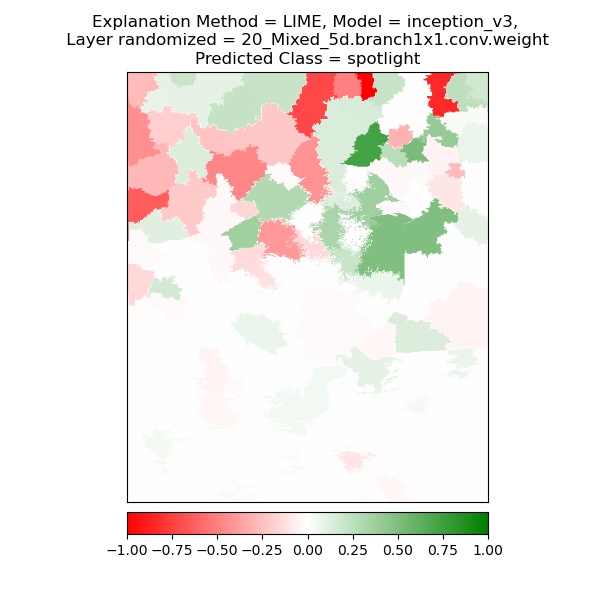 Explanation Method = LIME, Model = inception_v3,
Layer randomized = 20_Mixed_5d.branch1x1.conv.weight
Predicted Class = spotlight
−1.00 −0.75 −0.50 −0.25 0.00 0.25 0.50 0.75 1.00